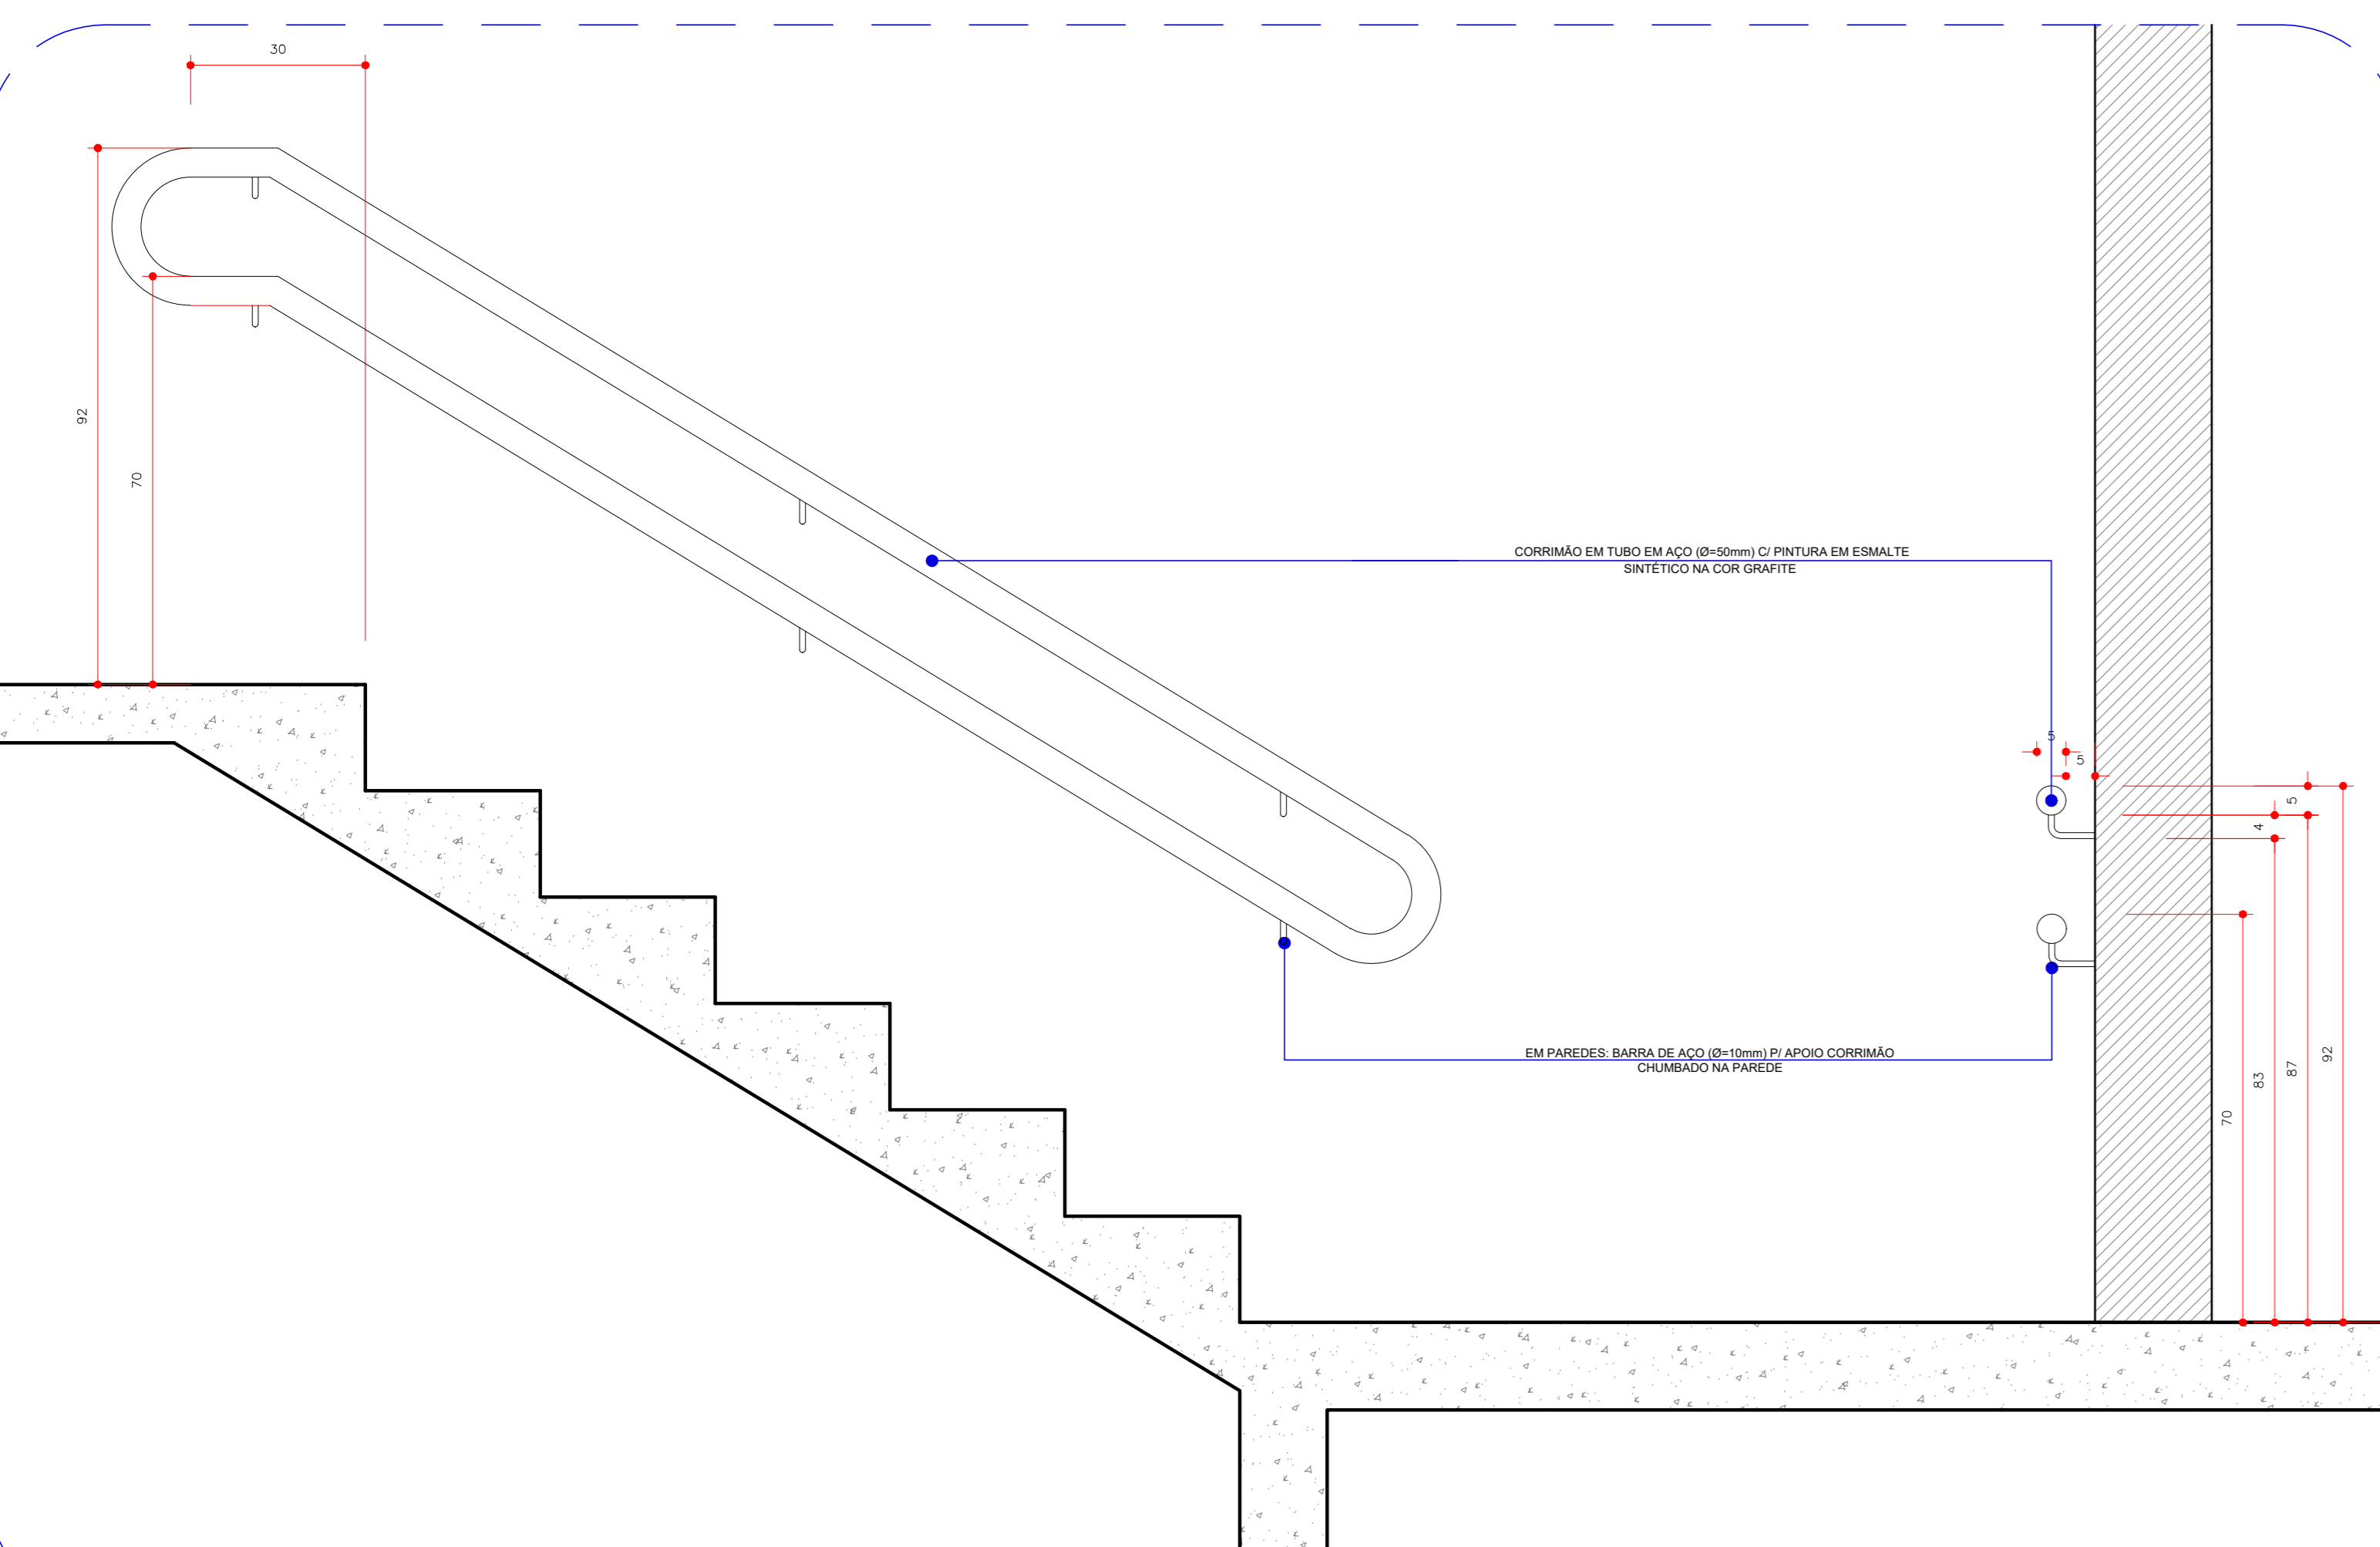 30
92
70
CORRIMÃO EM TUBO EM AÇO (Ø=50mm) C/ PINTURA EM ESMALTE
SINTÉTICO NA COR GRAFITE
5
5
5
4
EM PAREDES: BARRA DE AÇO (Ø=10mm) P/ APOIO CORRIMÃO
CHUMBADO NA PAREDE
70
83
87
92